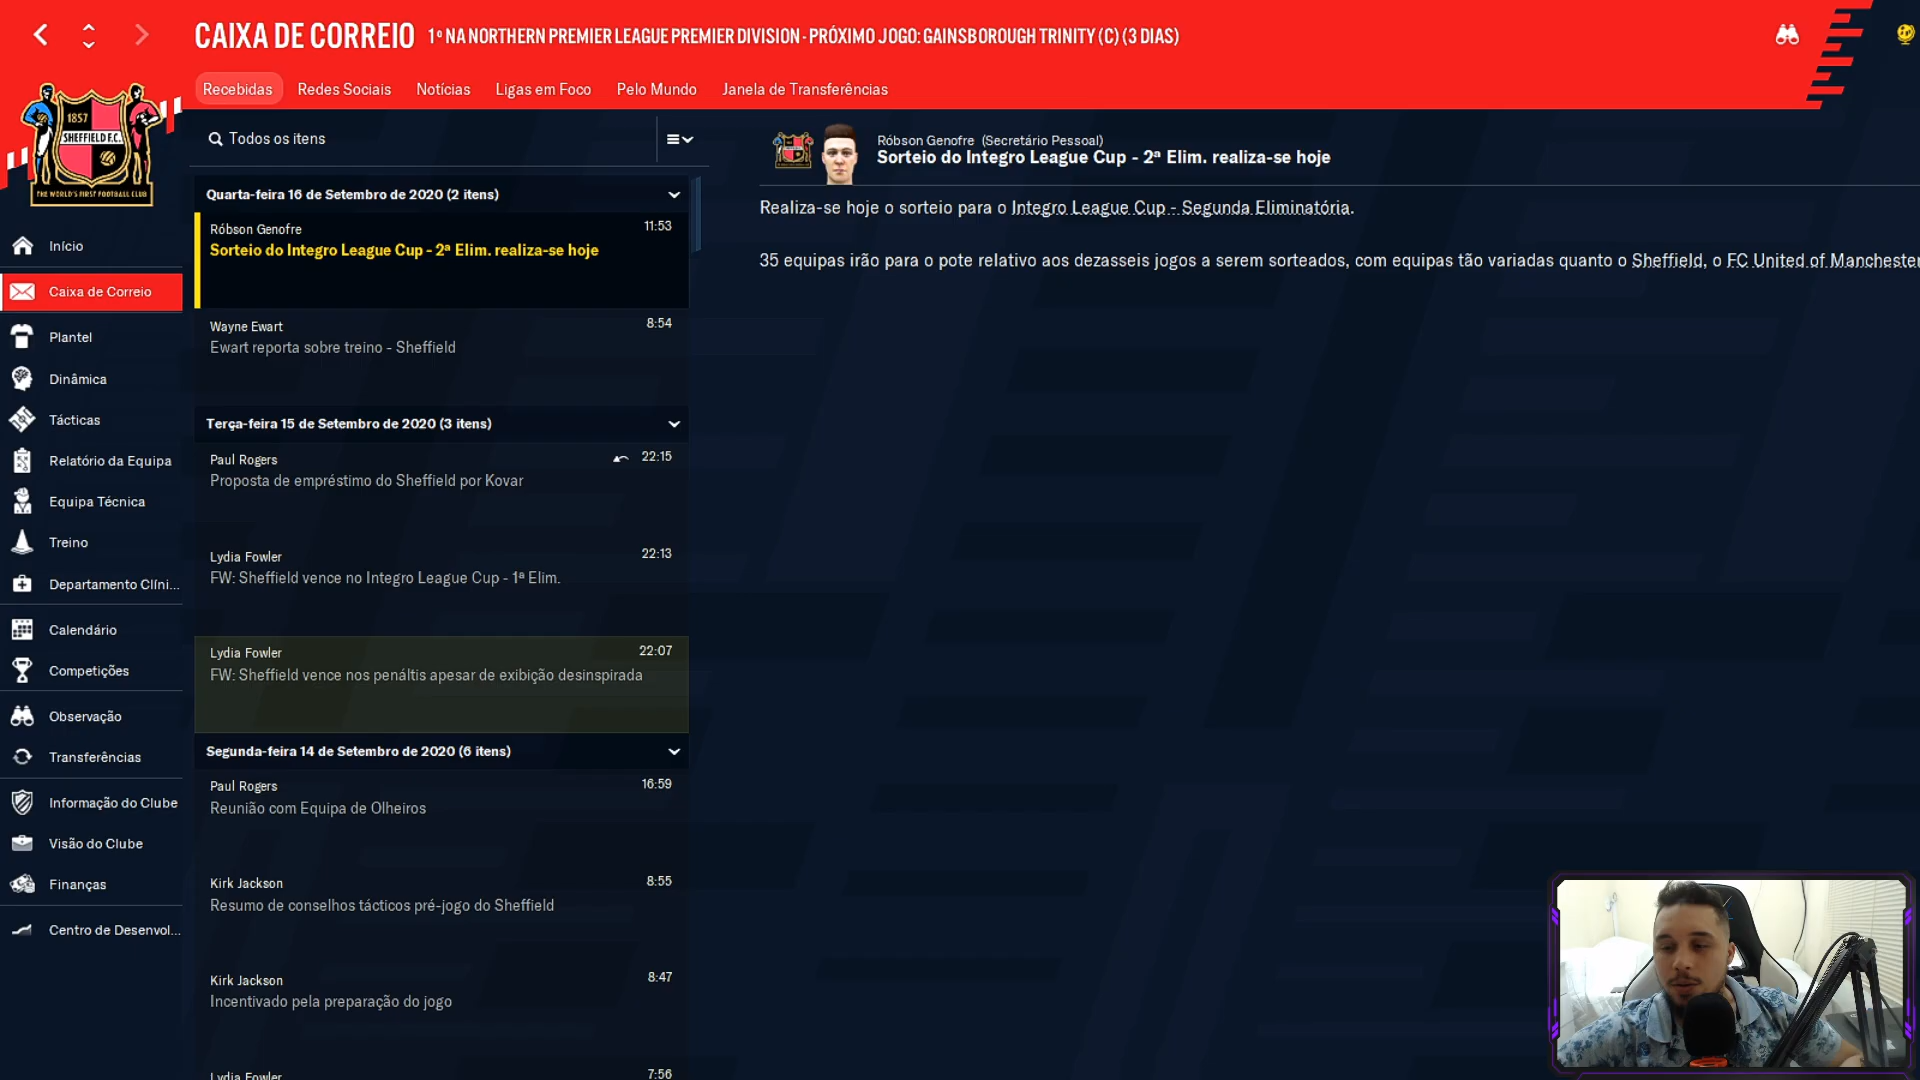 CAIXA DE CORREIO
1º NA NORTHERN PREMIER LEAGUE PREMIER DIVISION - PRÓXIMO JOGO: GAINSBOROUGH TRINITY (C) (3 DIAS)
Recebidas
Redes Sociais
Notícias
Ligas em Foco
Pelo Mundo
Janela de Transferências
1857
SHEFFIELD F.C.
THE WORLD'S FIRST FOOTBALL CLUB
Início
Caixa de Correio
Plantel
Dinâmica
Tácticas
Relatório da Equipa
Equipa Técnica
Treino
Departamento Clíni...
Calendário
Competições
Observação
Transferências
Informação do Clube
Visão do Clube
Finanças
Centro de Desenvol...
Todos os itens
Quarta-feira 16 de Setembro de 2020 (2 itens)
Róbson Genofre 11:53
Sorteio do Integro League Cup - 2ª Elim. realiza-se hoje
Wayne Ewart 8:54
Ewart reporta sobre treino - Sheffield
Terça-feira 15 de Setembro de 2020 (3 itens)
Paul Rogers 22:15
Proposta de empréstimo do Sheffield por Kovar
Lydia Fowler 22:13
FW: Sheffield vence no Integro League Cup - 1ª Elim.
Lydia Fowler 22:07
FW: Sheffield vence nos penáltis apesar de exibição desinspirada
Segunda-feira 14 de Setembro de 2020 (6 itens)
Paul Rogers 16:59
Reunião com Equipa de Olheiros
Kirk Jackson 8:55
Resumo de conselhos tácticos pré-jogo do Sheffield
Kirk Jackson 8:47
Incentivado pela preparação do jogo
Lydia Fowler 7:56
Róbson Genofre (Secretário Pessoal)
Sorteio do Integro League Cup - 2ª Elim. realiza-se hoje
Realiza-se hoje o sorteio para o Integro League Cup - Segunda Eliminatória.
35 equipas irão para o pote relativo aos dezasseis jogos a serem sorteados, com equipas tão variadas quanto o Sheffield, o FC United of Manchester